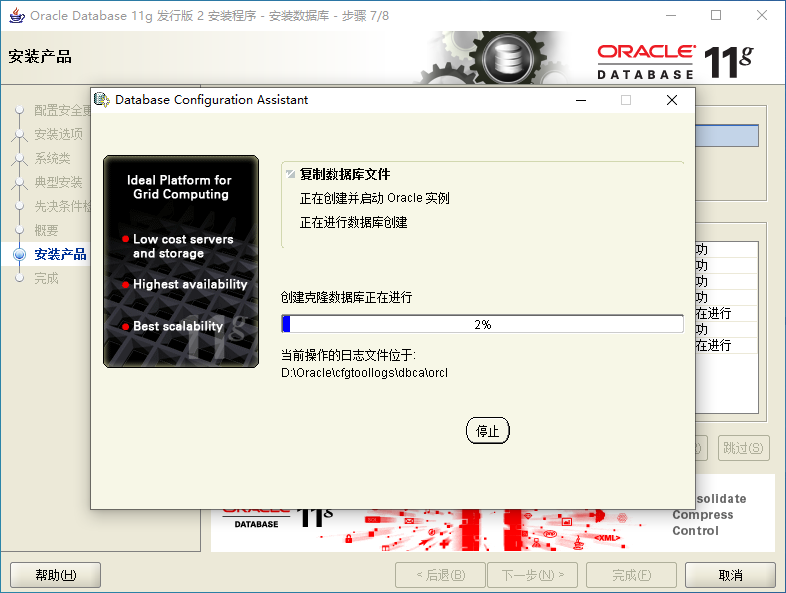 Oracle Database 11g 发行版 2 安装程序 - 安装数据库 - 步骤 7/8
安装产品
ORACLE
DATABASE 11g
配置安全更
安装选项
系统类
典型安装
先决条件检
概要
安装产品
完成
Database Configuration Assistant
Ideal Platform for
Grid Computing
Low cost servers
and storage
Highest availability
Best scalability
11g
复制数据库文件
正在创建并启动 Oracle 实例
正在进行数据库创建
创建克隆数据库正在进行
2%
当前操作的日志文件位于:
D:\Oracle\cfgtoollogs\dbca\orcl
停止
功
功
功
功
在进行
功
在进行
跳过(S)
DATABASE
solidate
Compress
Control
<XML>
帮助(H)
< 后退(B)
下一步(N) >
完成(F)
取消